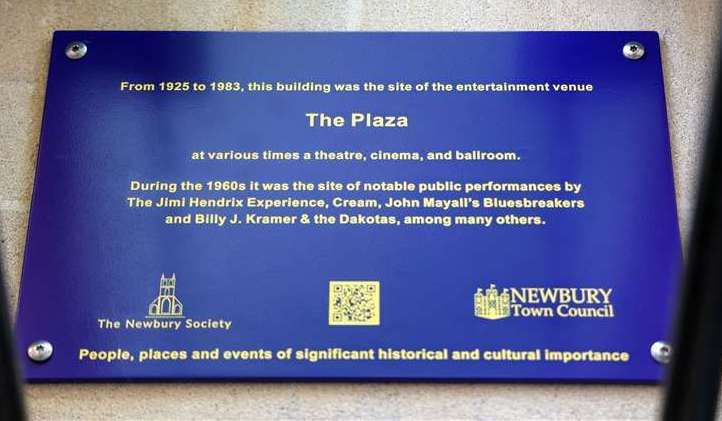 From 1925 to 1983, this building was the site of the entertainment venue
The Plaza
at various times a theatre, cinema, and ballroom.
During the 1960s it was the site of notable public performances by
The Jimi Hendrix Experience, Cream, John Mayall's Bluesbreakers
and Billy J. Kramer & the Dakotas, among many others.
The Newbury Society
NEWBURY
Town Council
People, places and events of significant historical and cultural importance